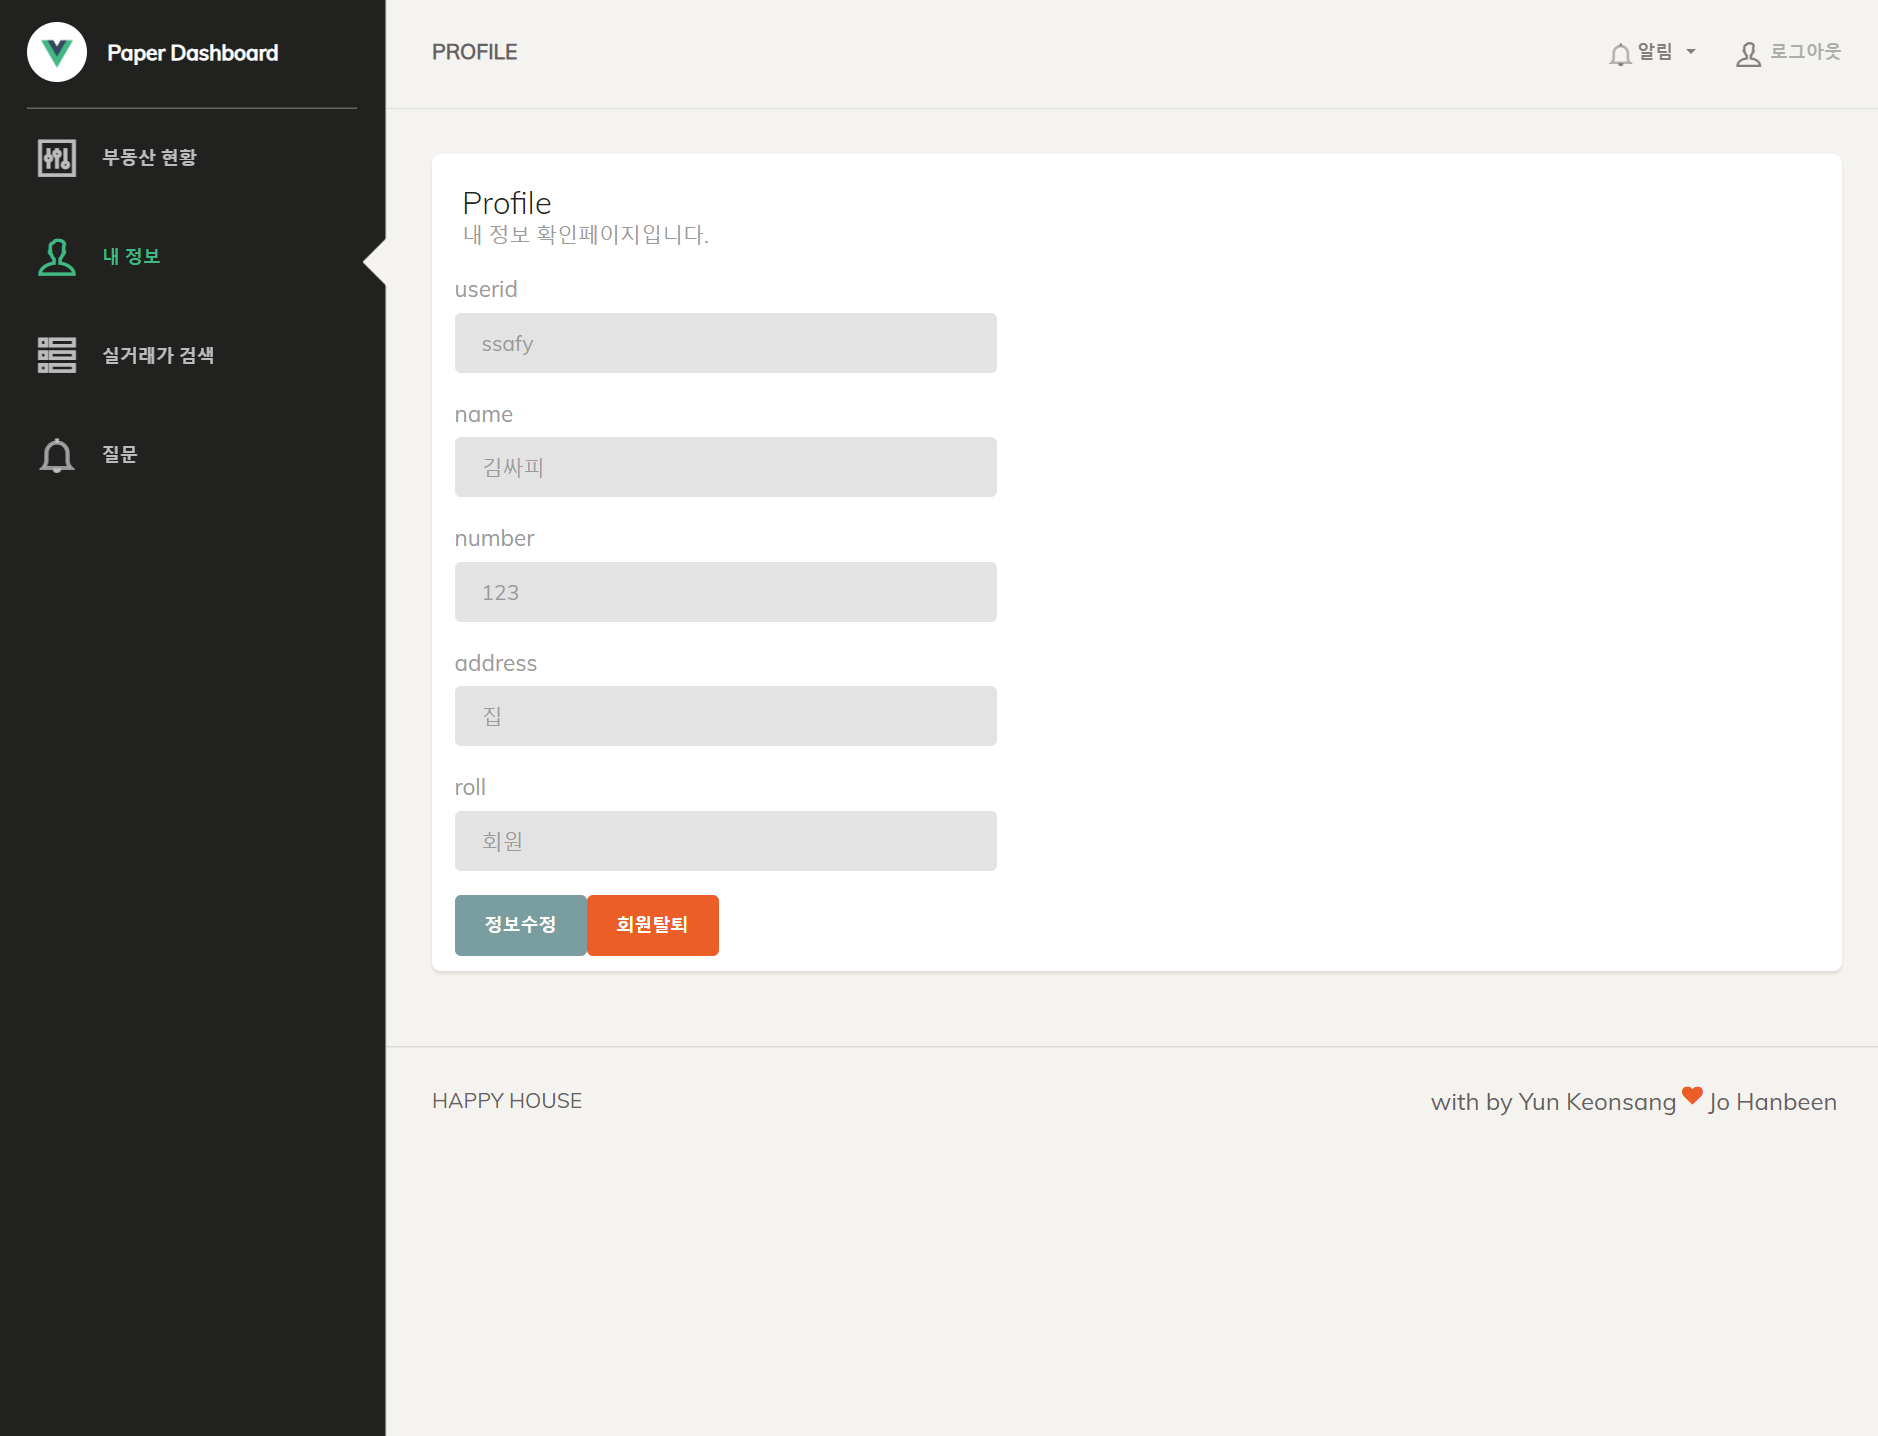 Paper Dashboard
부동산 현황
내 정보
실거래가 검색
질문
PROFILE
알림
로그아웃
Profile
내 정보 확인페이지입니다.
userid
ssafy
name
김싸피
number
123
address
집
roll
회원
정보수정 회원탈퇴
HAPPY HOUSE
with by Yun Keonsang Jo Hanbeen